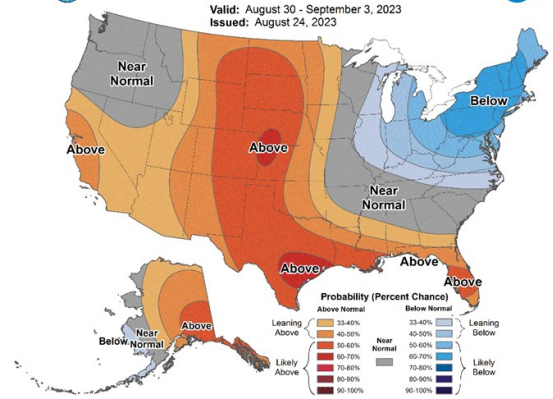 Valid: August 30 - September 3, 2023
Issued: August 24, 2023
Near
Normal
Below
Above
Above
Near
Normal
Above
Above
Above
Above
Near
Normal
Below
Probability (Percent Chance)
Above Normal
Below Normal
Leaning
Above
33-40%
40-50%
Likely
Above
50-60%
60-70%
70-80%
80-90%
90-100%
Near
Normal
33-40%
40-50%
Leaning
Below
50-60%
60-70%
70-80%
80-90%
90-100%
Likely
Below